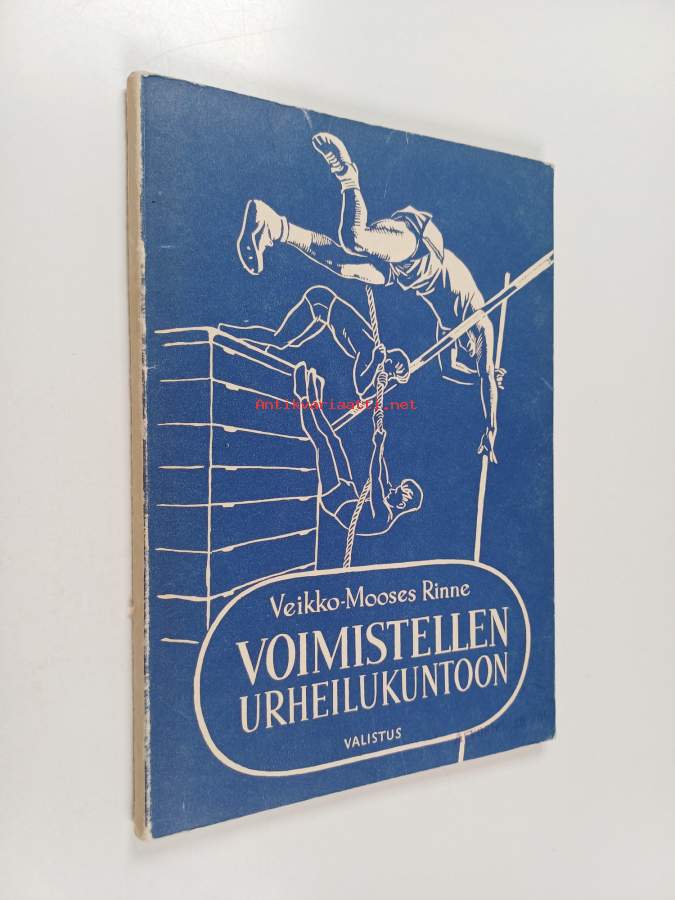 Antikvariaatti.net
Veikko-Mooses Rinne
VOIMISTELLEN
URHEILUKUNTOON
VALISTUS